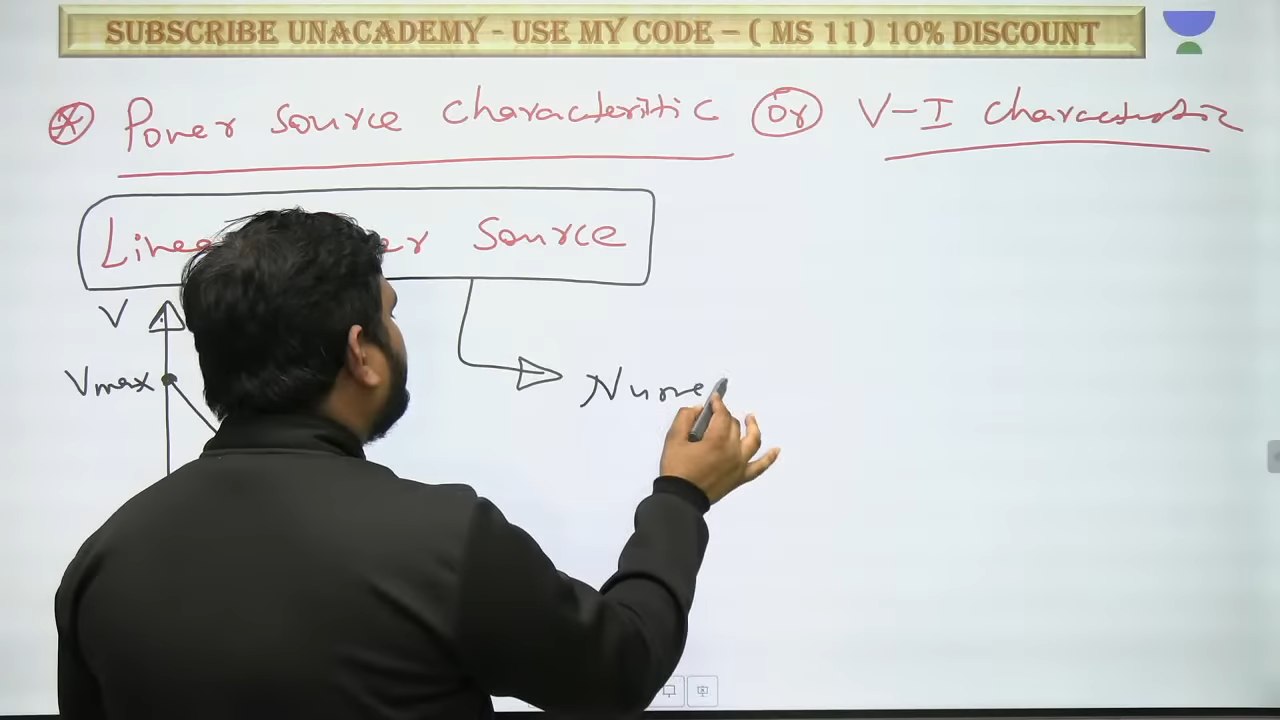 SUBSCRIBE UNACADEMY - USE MY CODE – ( MS 11) 10% DISCOUNT
Power Source Characteritic Or V-I Characteristic
Source
V
Vmax
Nume